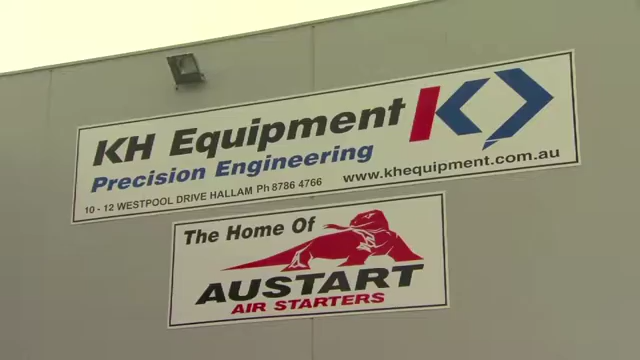 KH Equipment
Precision Engineering
10 - 12 WESTPOOL DRIVE HALLAM Ph 8786 4766
www.khequipment.com.au
The Home Of
AUSTART
AIR STARTERS